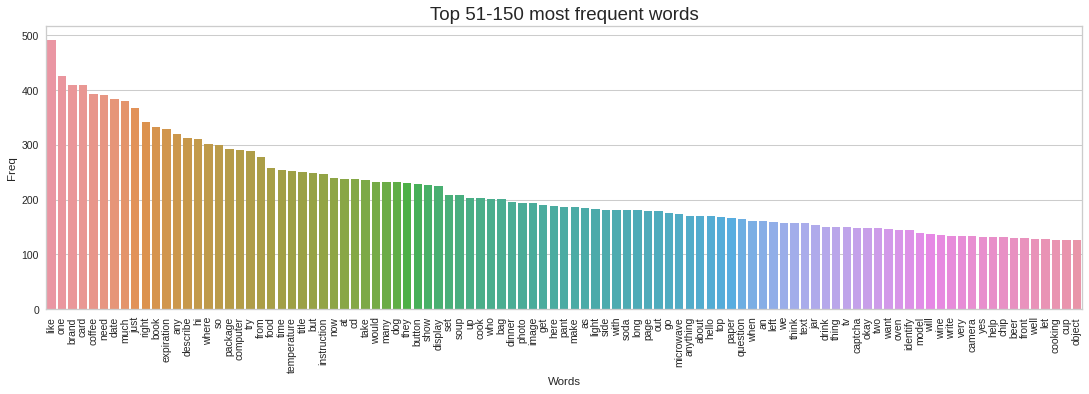 Top 51-150 most frequent words
Freq
500
400
300
200
100
0
like
one
brand
card
coffee
need
date
much
just
right
book
expiration
any
describe
hi
where
so
package
computer
try
from
food
time
temperature
title
but
instruction
now
at
cd
take
would
many
dog
they
button
show
display
set
soup
up
cook
who
bag
dinner
photo
image
get
here
pant
make
as
light
side
with
soda
long
page
out
go
microwave
anything
about
hello
top
paper
question
when
an
left
we
think
text
jar
drink
thing
tv
captcha
okay
two
want
oven
identify
model
will
wine
write
very
camera
yes
help
chip
beer
front
well
let
cooking
cup
object
Words